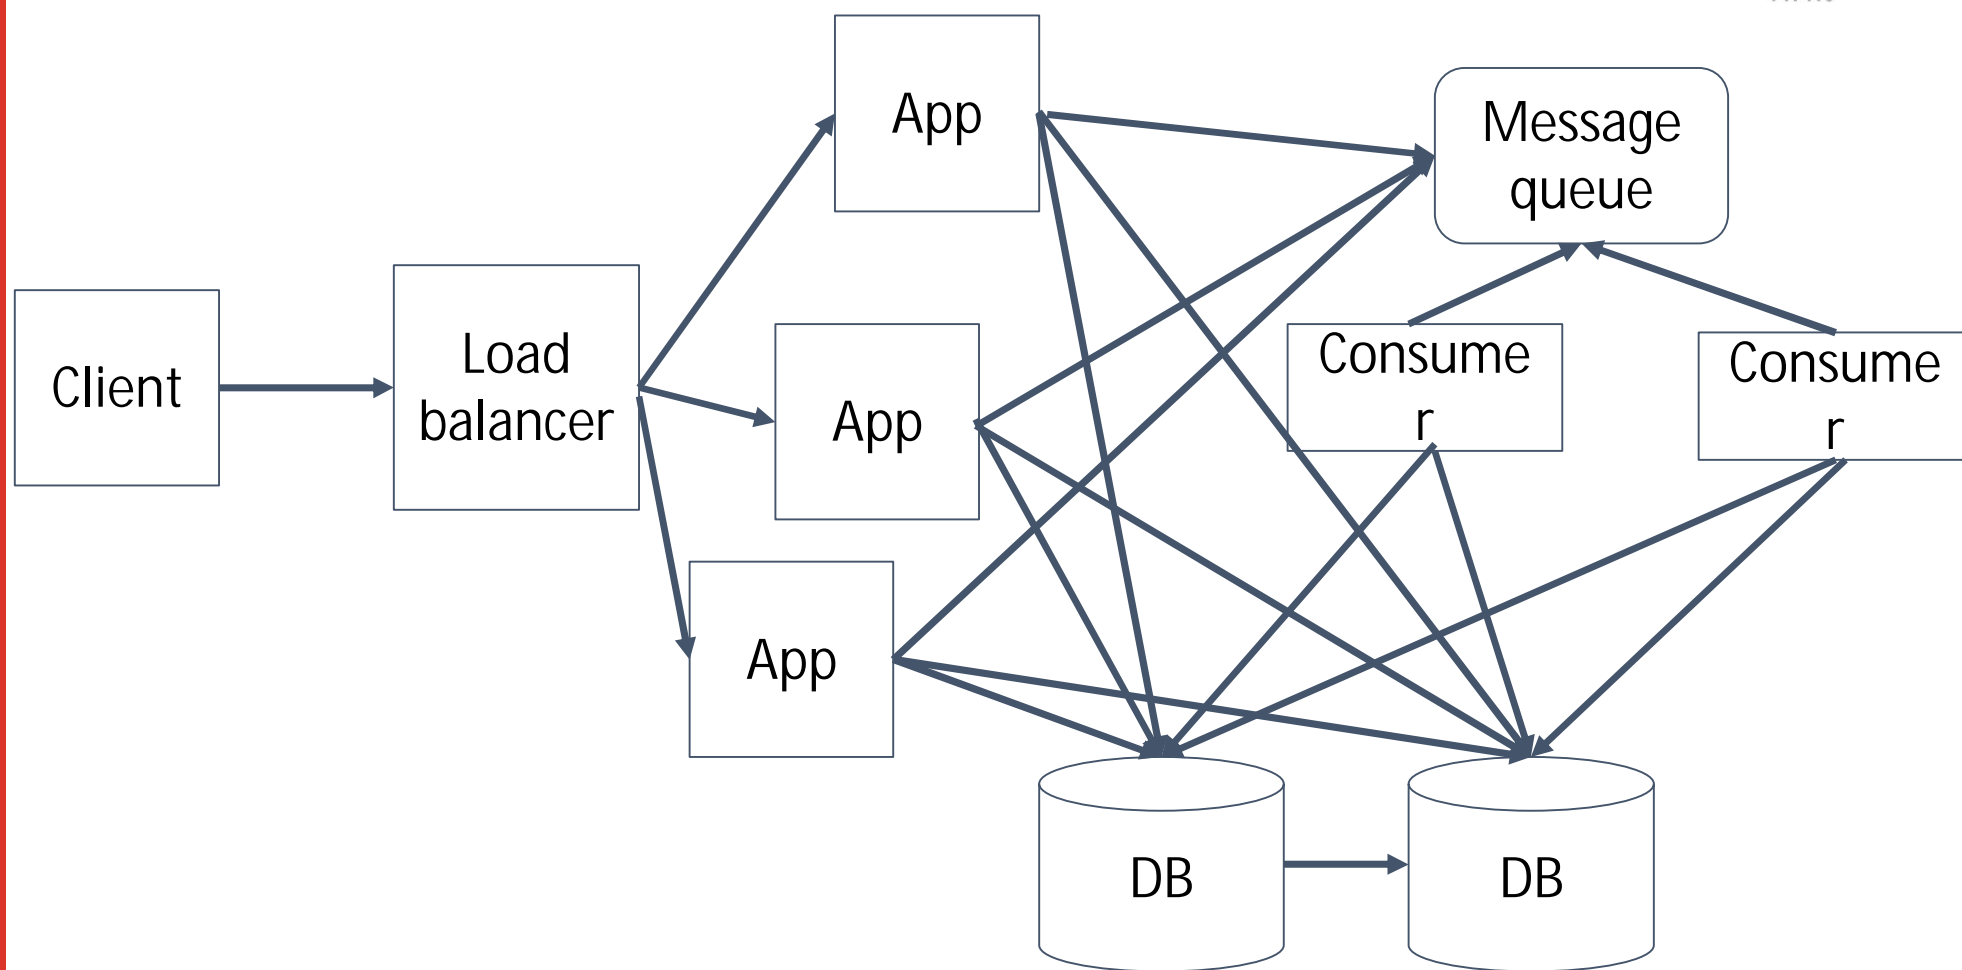 App
Message
queue
Client
Load
balancer
App
Consume
r
Consume
r
App
DB
DB